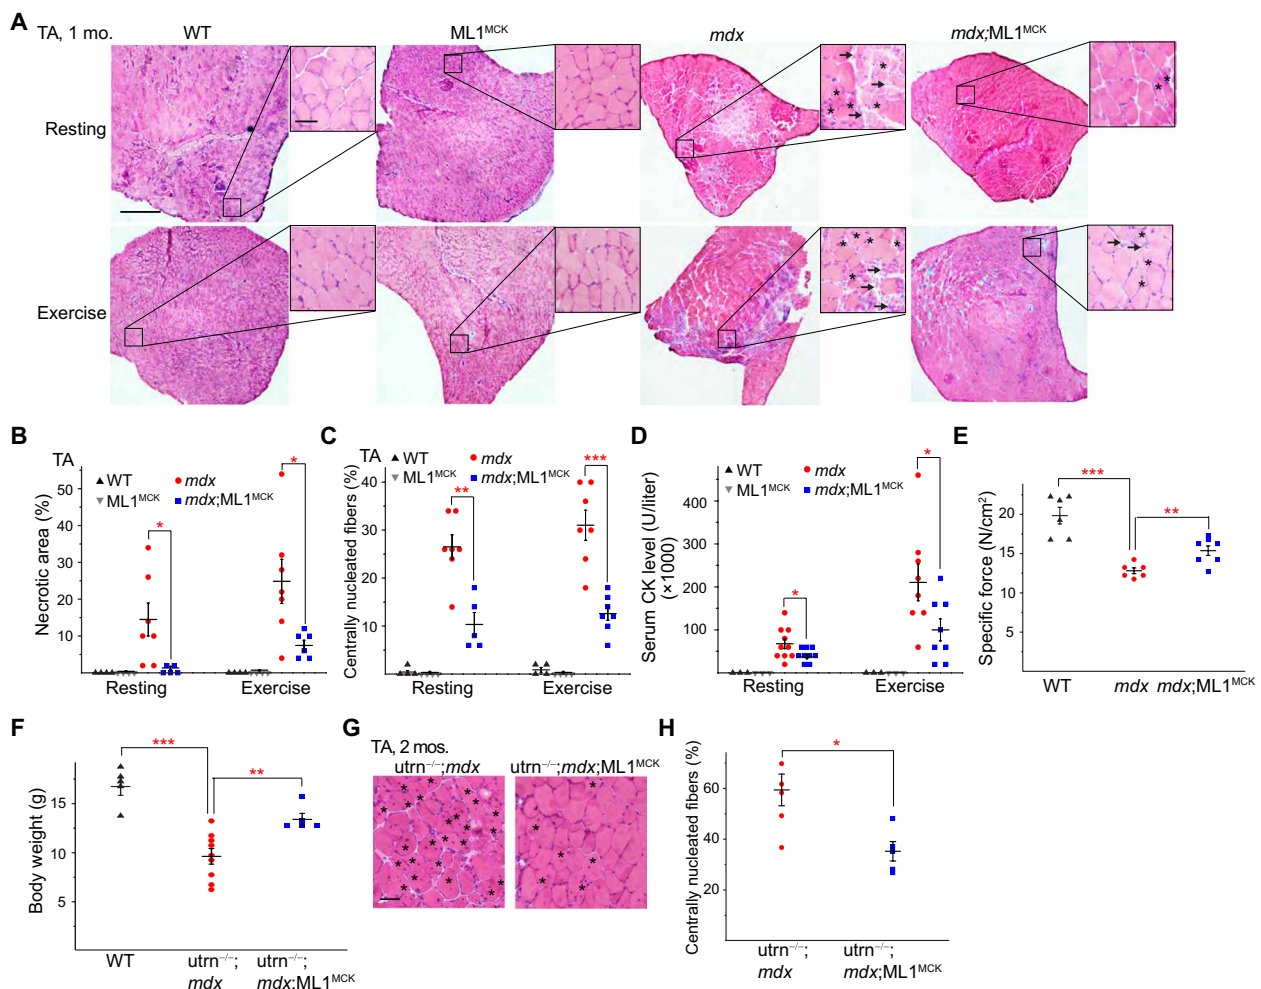 A
TA, 1 mo.
WT
ML1MCK
mdx
mdx;ML1MCK
Resting
Exercise
B
TA
WT
mdx
ML1MCK
mdx;ML1MCK
Necrotic area (%)
50
40
30
20
10
*
*
Resting
Exercise
C
TA
WT
mdx
ML1MCK
mdx;ML1MCK
Centrally nucleated fibers (%)
40
30
20
10
**
***
Resting
Exercise
D
WT
mdx
ML1MCK
mdx;ML1MCK
Serum CK level (U/liter)
(×1000)
400
300
200
100
*
*
Resting
Exercise
E
Specific force (N/cm²)
20
15
10
5
***
**
WT
mdx
mdx;ML1MCK
F
Body weight (g)
15
10
5
***
**
WT
utrn−/−;
mdx
utrn−/−;
mdx;ML1MCK
G
TA, 2 mos.
utrn−/−;mdx
utrn−/−;mdx;ML1MCK
H
Centrally nucleated fibers (%)
60
40
20
*
utrn−/−;
mdx
utrn−/−;
mdx;ML1MCK